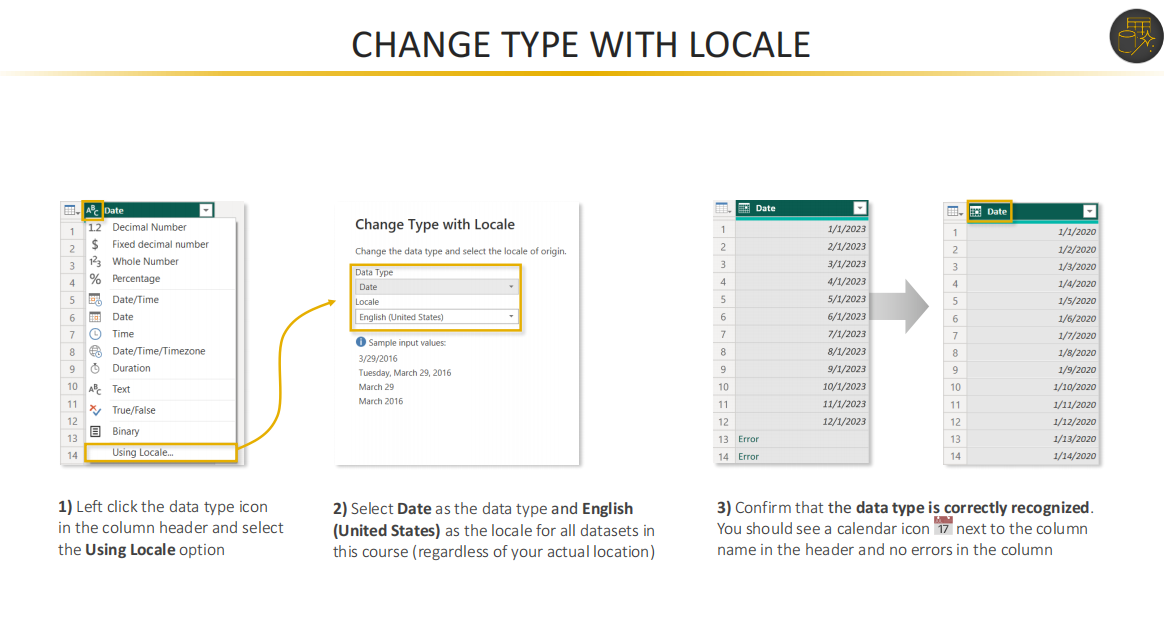 CHANGE TYPE WITH LOCALE
ABC Date
1 1.2 Decimal Number
2 $ Fixed decimal number
3 123 Whole Number
4 % Percentage
5 Date/Time
6 Date
7 Time
8 Date/Time/Timezone
9 Duration
10 ABC Text
11
12 True/False
13 Binary
14 Using Locale...
Change Type with Locale
Change the data type and select the locale of origin.
Data Type
Date
Locale
English (United States)
Sample input values:
3/29/2016
Tuesday, March 29, 2016
March 29
March 2016
Date
1 1/1/2023
2 2/1/2023
3 3/1/2023
4 4/1/2023
5 5/1/2023
6 6/1/2023
7 7/1/2023
8 8/1/2023
9 9/1/2023
10 10/1/2023
11 11/1/2023
12 12/1/2023
13 Error
14 Error
Date
1 1/1/2020
2 1/2/2020
3 1/3/2020
4 1/4/2020
5 1/5/2020
6 1/6/2020
7 1/7/2020
8 1/8/2020
9 1/9/2020
10 1/10/2020
11 1/11/2020
12 1/12/2020
13 1/13/2020
14 1/14/2020
1) Left click the data type icon
in the column header and select
the Using Locale option
2) Select Date as the data type and English
(United States) as the locale for all datasets in
this course (regardless of your actual location)
3) Confirm that the data type is correctly recognized.
You should see a calendar icon 17 next to the column
name in the header and no errors in the column